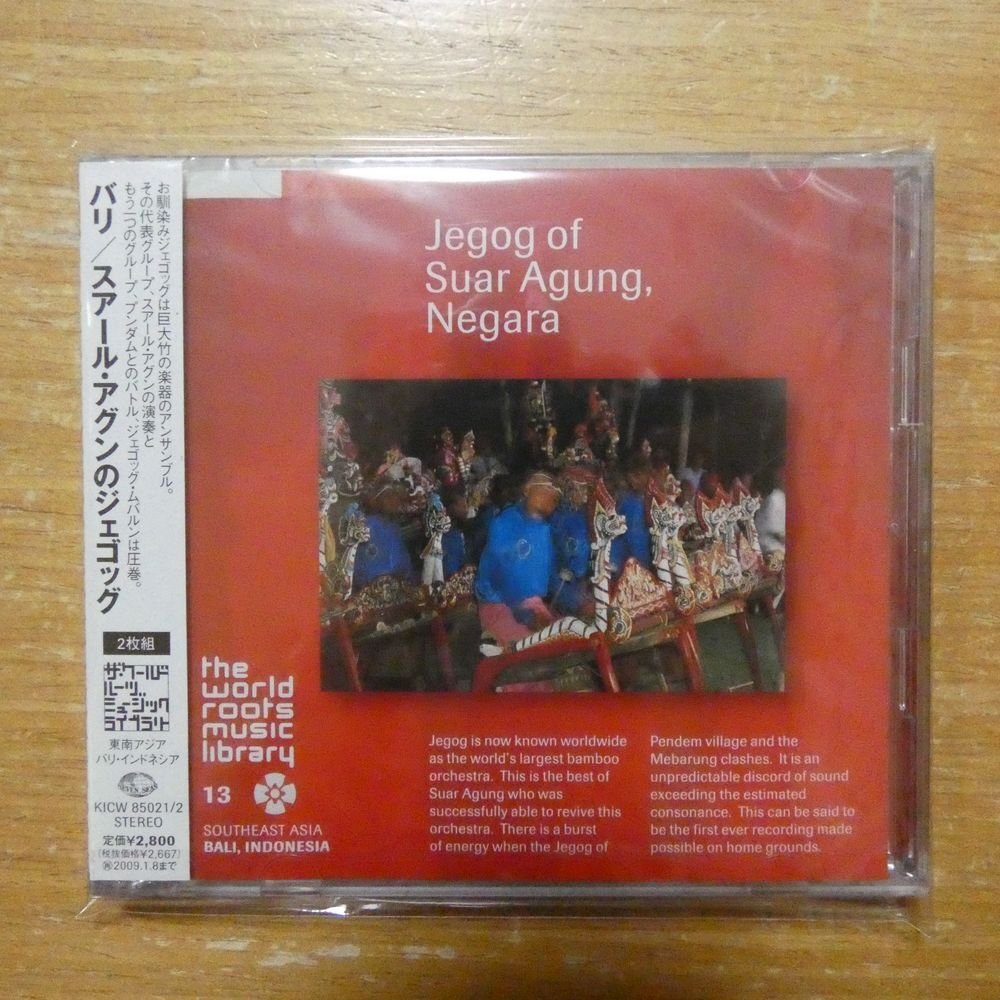 お馴染みジェゴッグは巨大竹の楽器のアンサンブル。
その代表グループ、スアール・アグンの演奏と
もう一つのグループ、プンダムとのバトル、ジェゴッグ・ムバルンは圧巻。
バリ/スアール・アグンのジェゴッグ
2枚組
ザ・ワールド
ルーツ
ミュージック
ライブラリー
東南アジア
バリ・インドネシア
SEVEN SEAS
KICW 85021/2
STEREO
定価¥2,800
(税抜価格¥2,667)
2009.1.8まで
Jegog of
Suar Agung,
Negara
the
world
roots
music
library
13
SOUTHEAST ASIA
BALI, INDONESIA
Jegog is now known worldwide
as the world's largest bamboo
orchestra. This is the best of
Suar Agung who was
successfully able to revive this
orchestra. There is a burst
of energy when the Jegog of
Pendem village and the
Mebarung clashes. It is an
unpredictable discord of sound
exceeding the estimated
consonance. This can be said to
be the first ever recording made
possible on home grounds.